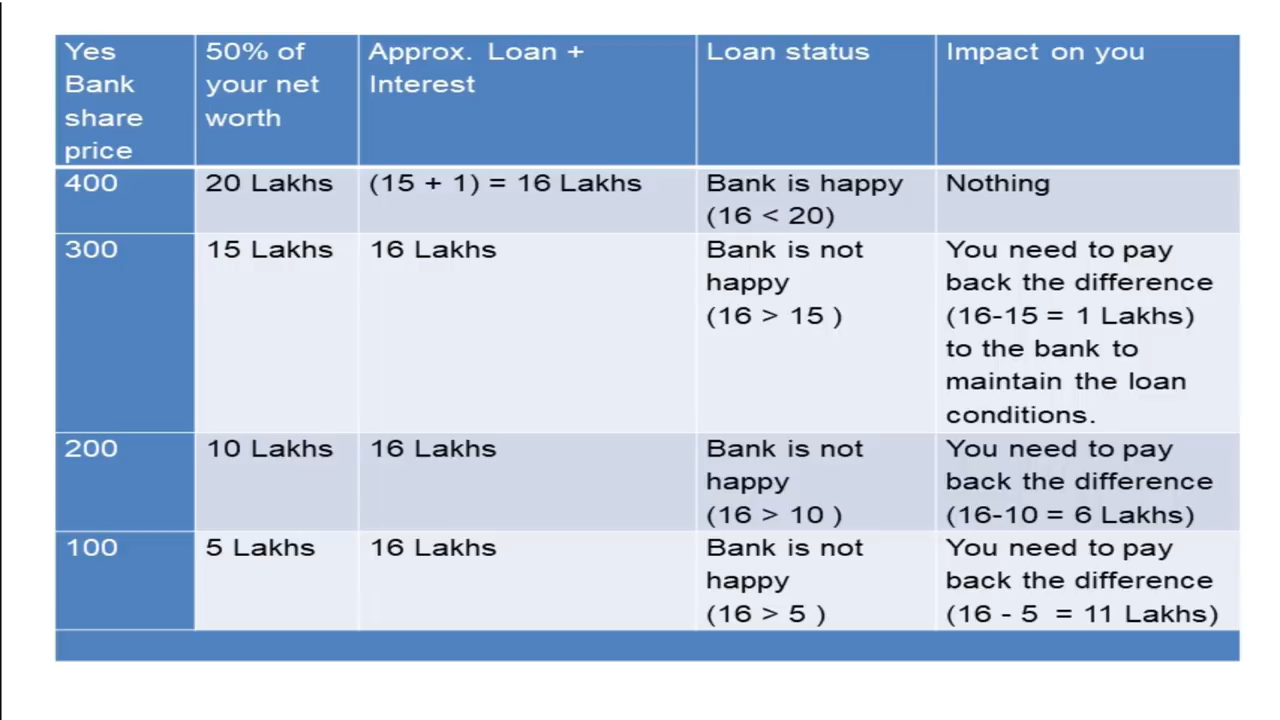 Yes
Bank
share
price
50% of
your net
worth
Approx. Loan +
Interest
Loan status
Impact on you
400
20 Lakhs
(15 + 1) = 16 Lakhs
Bank is happy
(16 < 20)
Nothing
300
15 Lakhs
16 Lakhs
Bank is not
happy
(16 > 15 )
You need to pay
back the difference
(16-15 = 1 Lakhs)
to the bank to
maintain the loan
conditions.
200
10 Lakhs
16 Lakhs
Bank is not
happy
(16 > 10 )
You need to pay
back the difference
(16-10 = 6 Lakhs)
100
5 Lakhs
16 Lakhs
Bank is not
happy
(16 > 5 )
You need to pay
back the difference
(16 - 5 = 11 Lakhs)